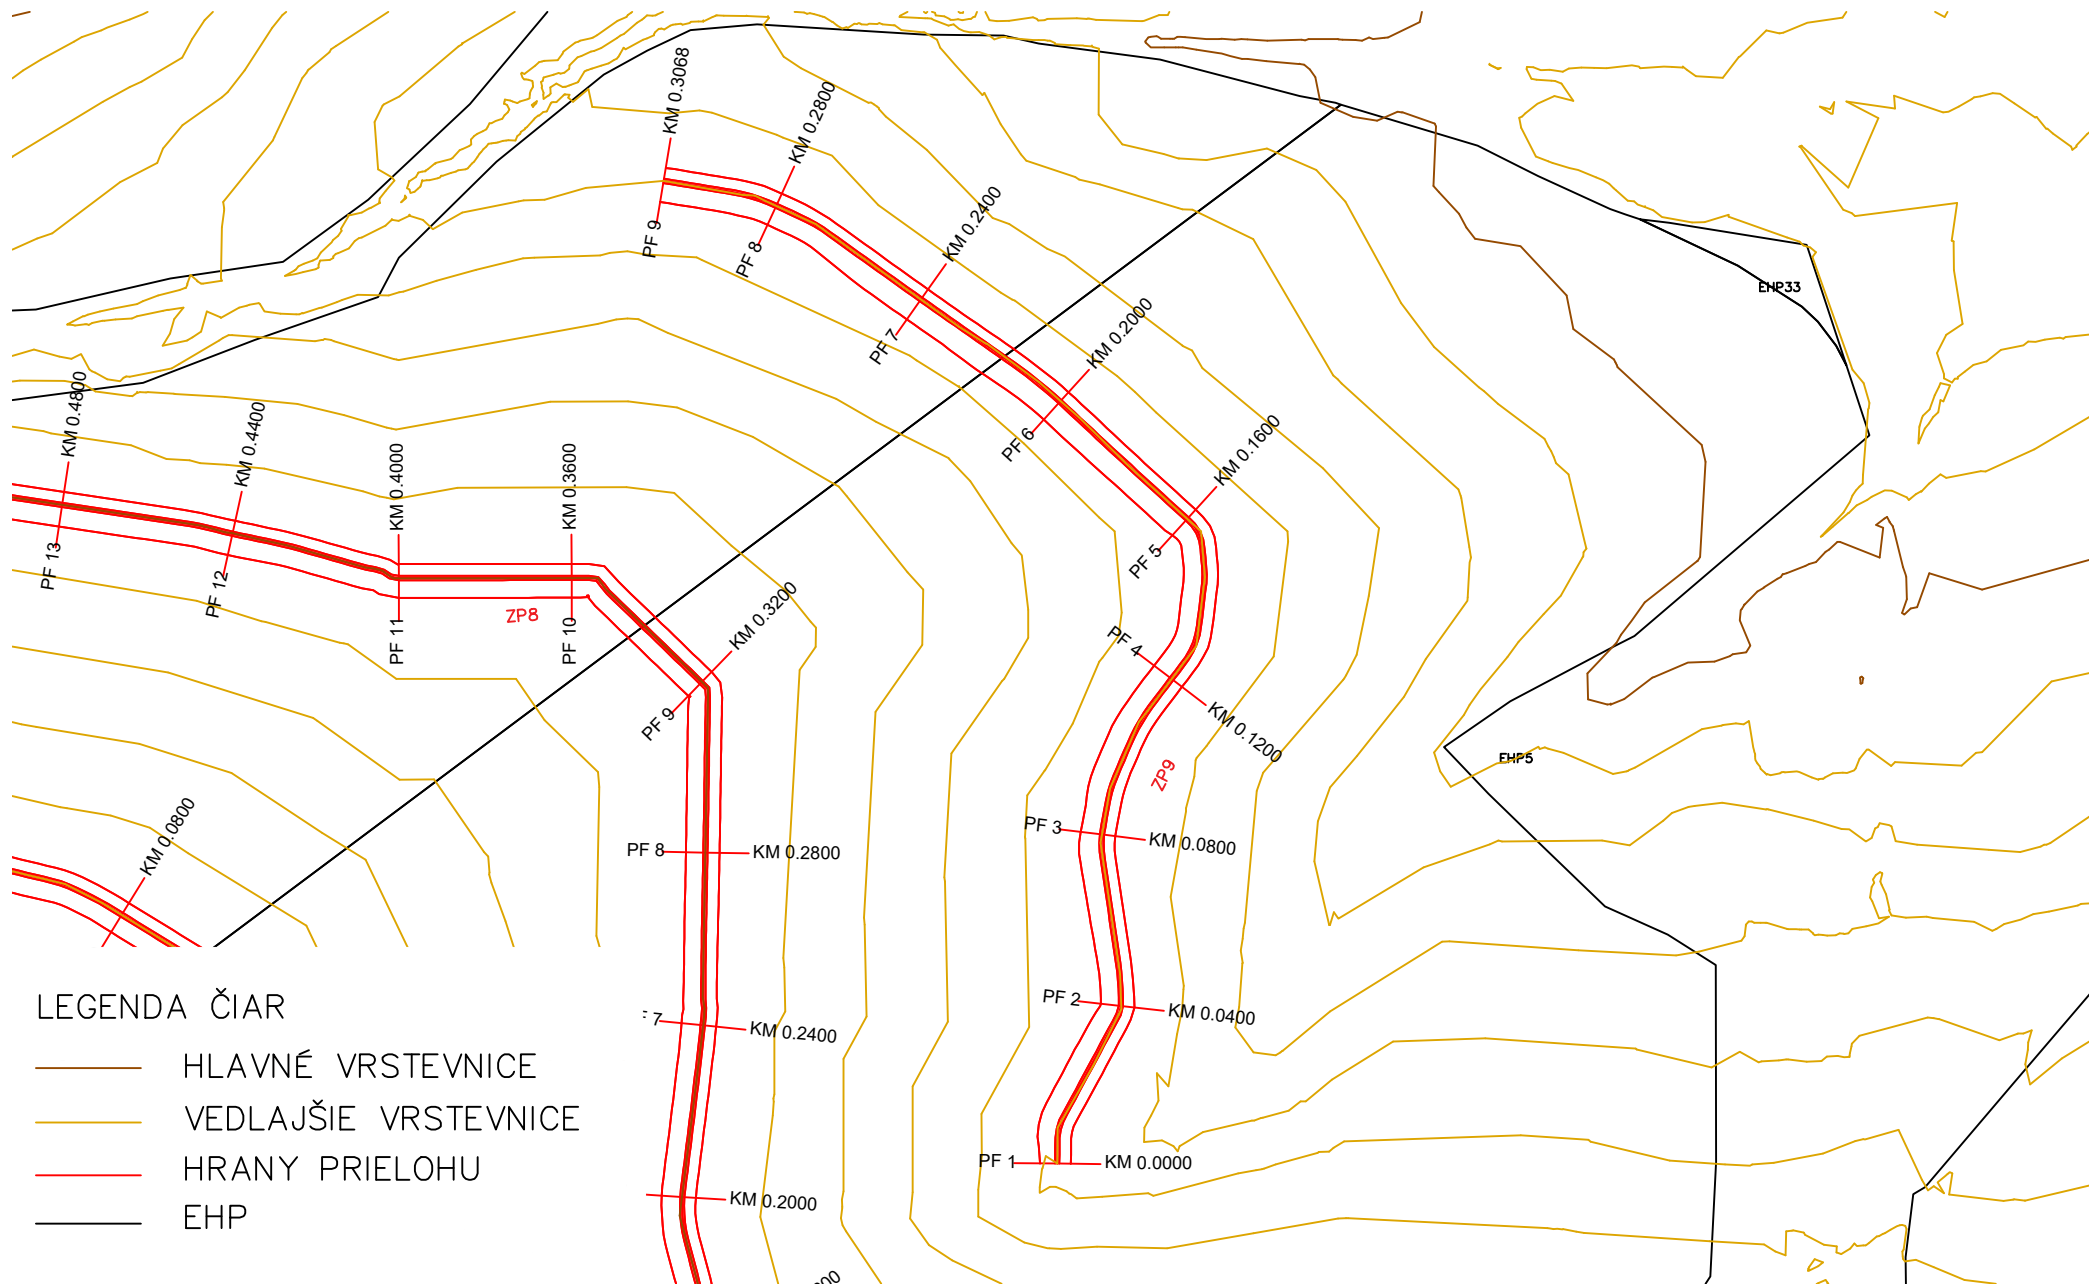 KM 0.3068
KM 0.2800
PF 9
PF 8
KM 0.2400
PF 7
KM 0.2000
PF 6
KM 0.1600
PF 5
EHP33
KM 0.4800
PF 13
KM 0.4400
PF 12
KM 0.4000
PF 11
KM 0.3600
PF 10
ZP8
KM 0.3200
PF 9
PF 4
KM 0.1200
ZP9
EHP5
PF 3
KM 0.0800
KM 0.0800
PF 8
KM 0.2800
PF 2
KM 0.0400
7
KM 0.2400
PF 1
KM 0.0000
KM 0.2000
LEGENDA ČIAR
HLAVNÉ VRSTEVNICE
VEDLAJŠIE VRSTEVNICE
HRANY PRIELOHU
EHP